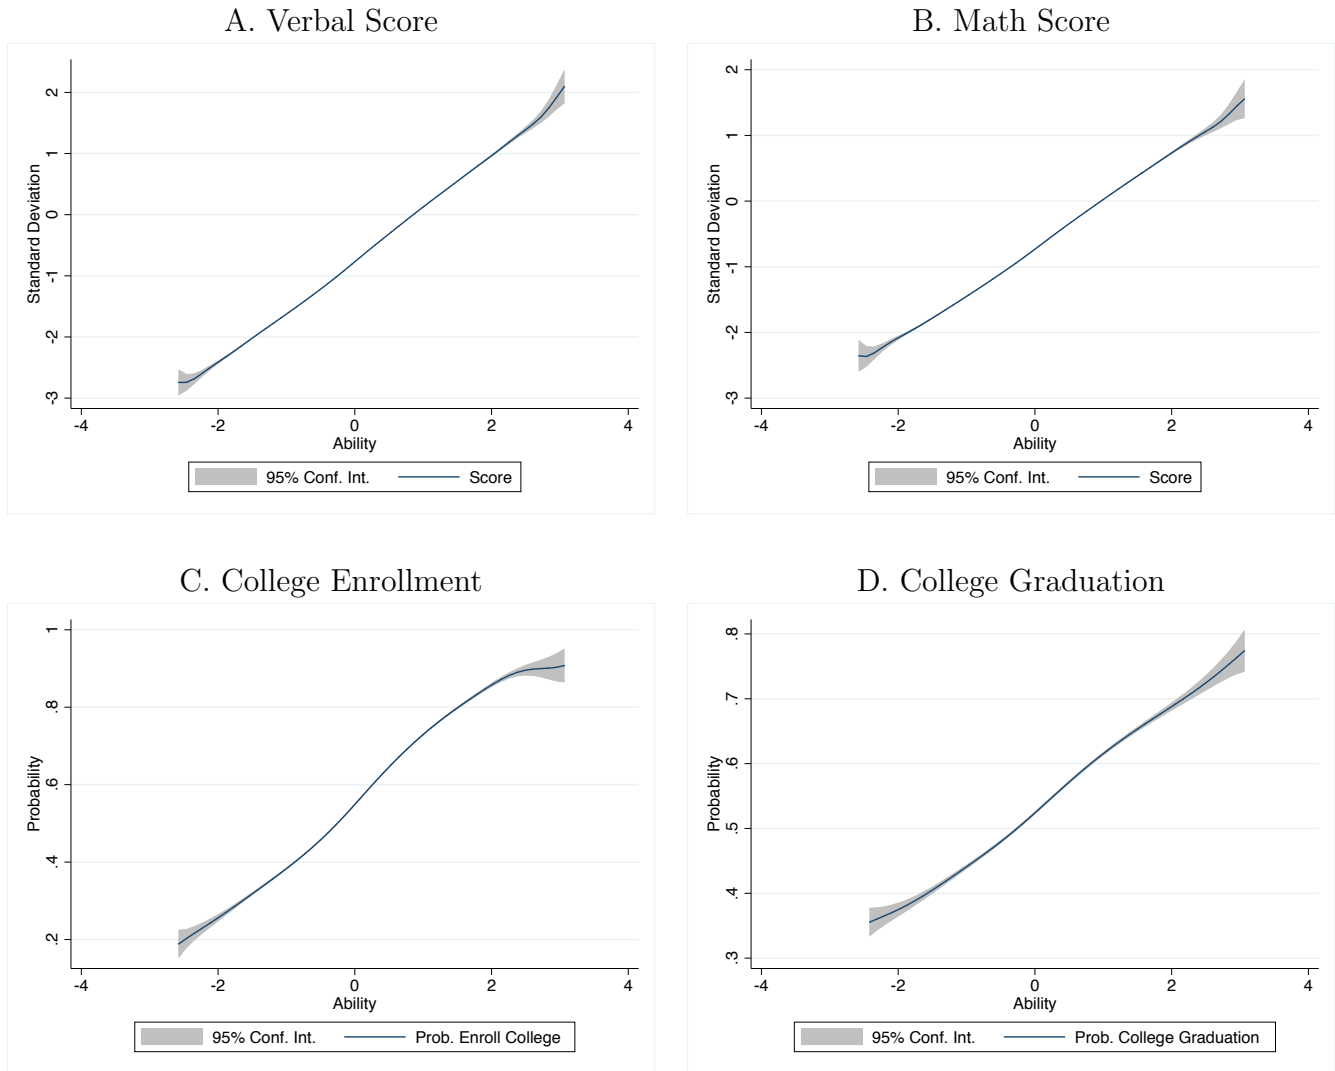 A. Verbal Score
Standard Deviation
2
1
0
-1
-2
-3
-4 -2 0 2 4
Ability
95% Conf. Int. Score
B. Math Score
Standard Deviation
2
1
0
-1
-2
-3
-4 -2 0 2 4
Ability
95% Conf. Int. Score
C. College Enrollment
Probability
1
.8
.6
.4
.2
-4 -2 0 2 4
Ability
95% Conf. Int. Prob. Enroll College
D. College Graduation
Probability
.8
.7
.6
.5
.4
.3
-4 -2 0 2 4
Ability
95% Conf. Int. Prob. College Graduation